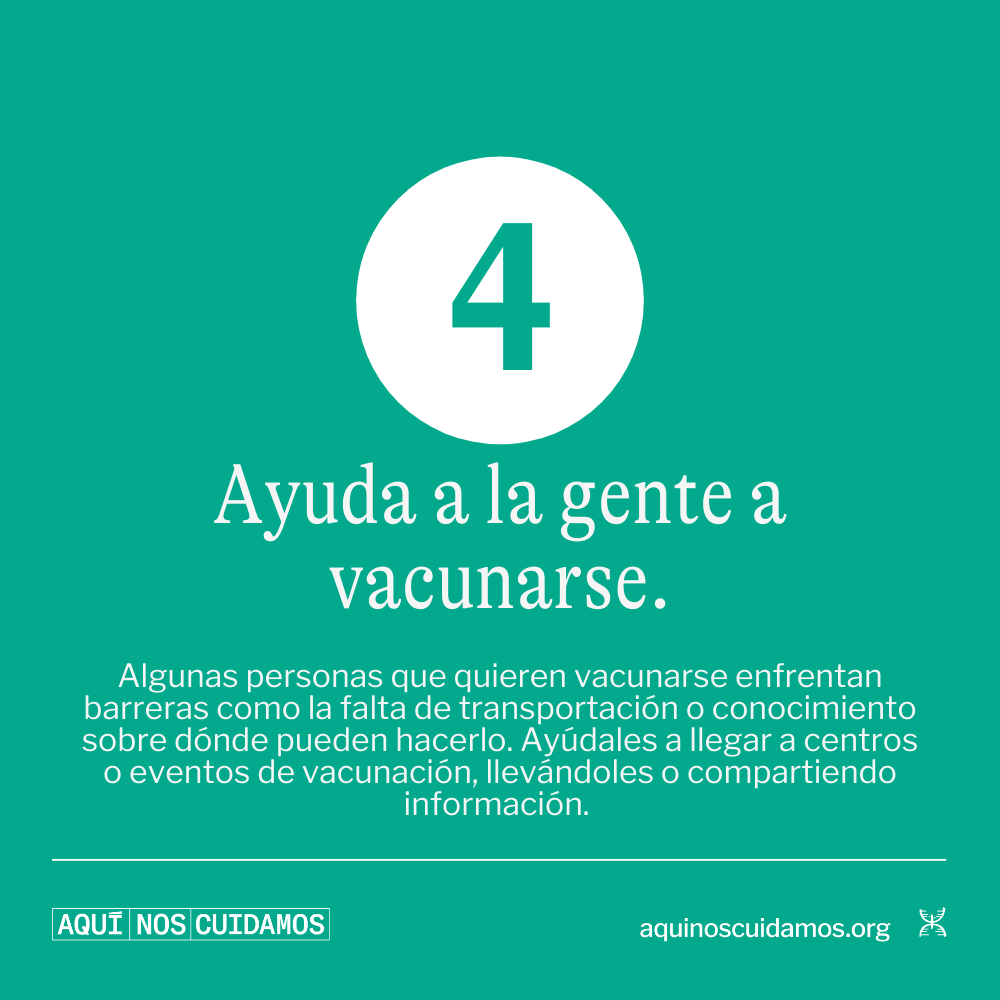 4
Ayuda a la gente a
vacunarse.
Algunas personas que quieren vacunarse enfrentan
barreras como la falta de transportación o conocimiento
sobre dónde pueden hacerlo. Ayúdales a llegar a centros
o eventos de vacunación, llevándoles o compartiendo
información.
AQUÍ NOS CUIDAMOS
aquinoscuidamos.org